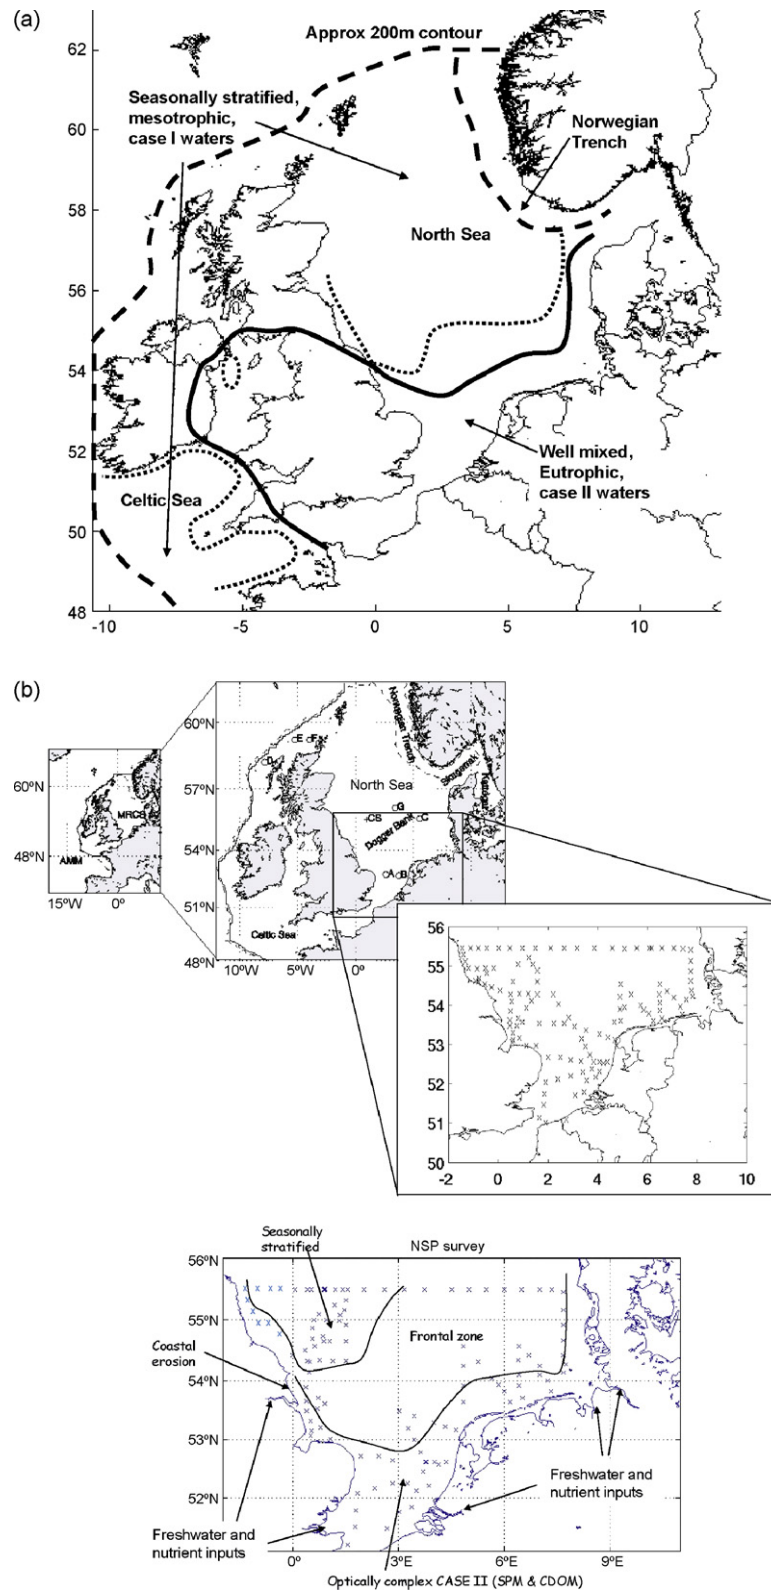 (a)
Approx 200m contour
Seasonally stratified,
mesotrophic,
case I waters
Norwegian
Trench
North Sea
Well mixed,
Eutrophic,
case II waters
Celtic Sea
62
60
58
56
54
52
50
48
-10
-5
0
5
10
(b)
60°N
48°N
15°W
0°
MRCS
AMM
60°N
57°N
54°N
51°N
48°N
10°W
5°W
0°
Norwegian Trench
Skagerrak
Kattegat
North Sea
E
F
D
G
CS
C
Dogger Bank
A
B
Celtic Sea
56
55
54
53
52
51
50
-2
0
2
4
6
8
10
Seasonally
stratified
NSP survey
56°N
55°N
54°N
53°N
52°N
Frontal zone
Coastal
erosion
Freshwater and
nutrient inputs
Freshwater and
nutrient inputs
0°
3°E
6°E
9°E
Optically complex CASE II (SPM & CDOM)